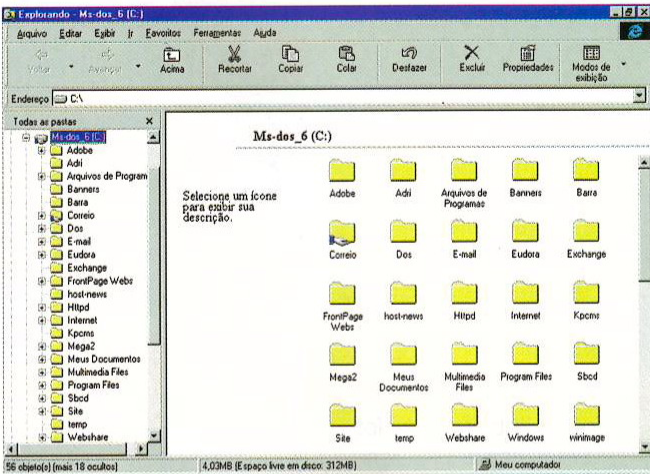 Explorando - Ms-dos_6 (C:)
Arquivo Editar Exibir Ir Favoritos Ferramentas Ajuda
Voltar Avançar Acima Recortar Copiar Colar Desfazer Excluir Propriedades Modos de
exibição
Endereço C:\
Todas as pastas
Ms-dos_6 (C:)
Adobe
Adri
Arquivos de Program
Banners
Barra
Correio
Dos
E-mail
Eudora
Exchange
FrontPage Webs
host-news
Httpd
Internet
Kpcms
Mega2
Meus Documentos
Multimedia Files
Program Files
Sbcd
Site
temp
Webshare
Ms-dos_6 (C:)
Selecione um ícone
para exibir sua
descrição.
Adobe Adri Arquivos de
Programas Banners Barra
Correio Dos E-mail Eudora Exchange
FrontPage
Webs host-news Httpd Internet Kpcms
Mega2 Meus
Documentos Multimedia
Files Program Files Sbcd
Site temp Webshare Windows winimage
56 objeto(s) (mais 18 ocultos) 4,03MB (Espaço livre em disco: 312MB) Meu computador